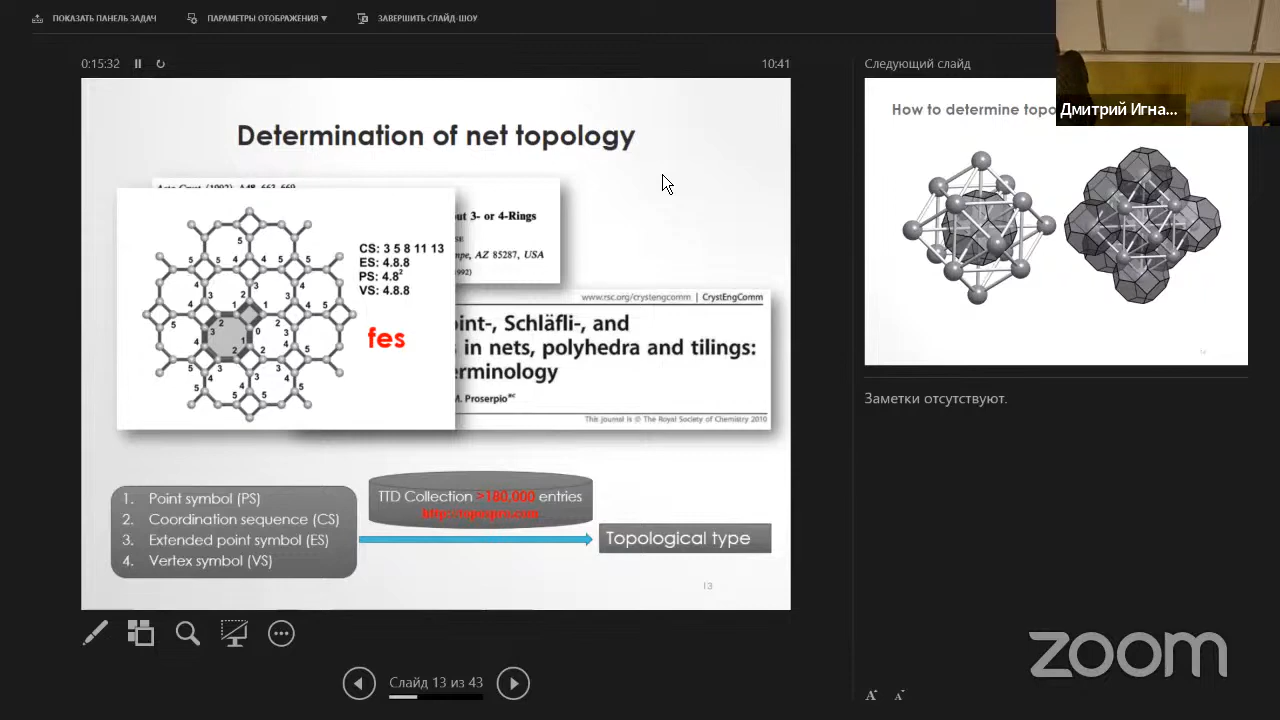 ПОКАЗАТЬ ПАНЕЛЬ ЗАДАЧ
ПАРАМЕТРЫ ОТОБРАЖЕНИЯ ▼
ЗАВЕРШИТЬ СЛАЙД-ШОУ
0:15:32
10:41
Determination of net topology
out 3- or 4-Rings
mpe, AZ 85287, USA
1992)
CS: 3 5 8 11 13
ES: 4.8.8
PS: 4.8²
VS: 4.8.8
fes
www.rsc.org/crystengcomm | CrystEngComm
oint-, Schläfli-, and
s in nets, polyhedra and tilings:
erminology
M. Proserpio*ac
This journal is © The Royal Society of Chemistry 2010
1. Point symbol (PS)
2. Coordination sequence (CS)
3. Extended point symbol (ES)
4. Vertex symbol (VS)
TTD Collection >180,000 entries
Topological type
13
Слайд 13 из 43
Следующий слайд
How to determine topo
Дмитрий Игна...
14
Заметки отсутствуют.
zoom